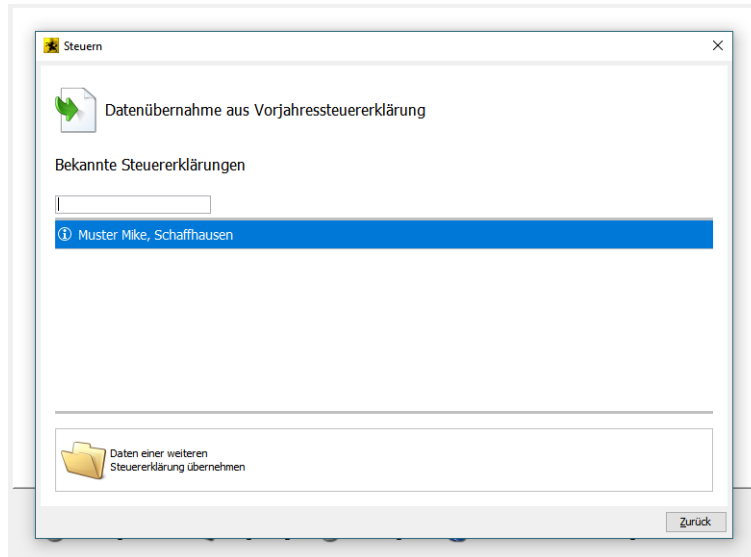 Steuern
Datenübernahme aus Vorjahressteuererklärung
Bekannte Steuererklärungen
Muster Mike, Schaffhausen
Daten einer weiteren
Steuererklärung übernehmen
Zurück